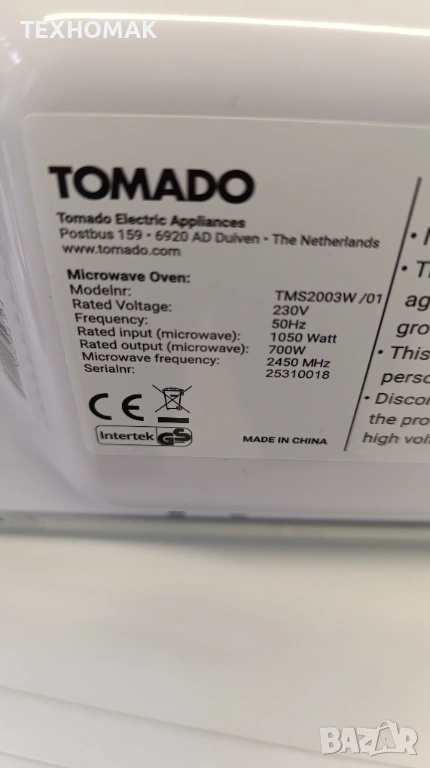 ТЕХНОМАК
TOMADO
Tomado Electric Appliances
Postbus 159 • 6920 AD Duiven • The Netherlands
www.tomado.com
Microwave Oven:
Modelnr: TMS2003W /01
Rated Voltage: 230V
Frequency: 50Hz
Rated input (microwave): 1050 Watt
Rated output (microwave): 700W
Microwave frequency: 2450 MHz
Serialnr: 25310018
CE
Intertek GS
MADE IN CHINA
ag
gro
• This
perso
• Discon
the pro
high vol
BAZAR